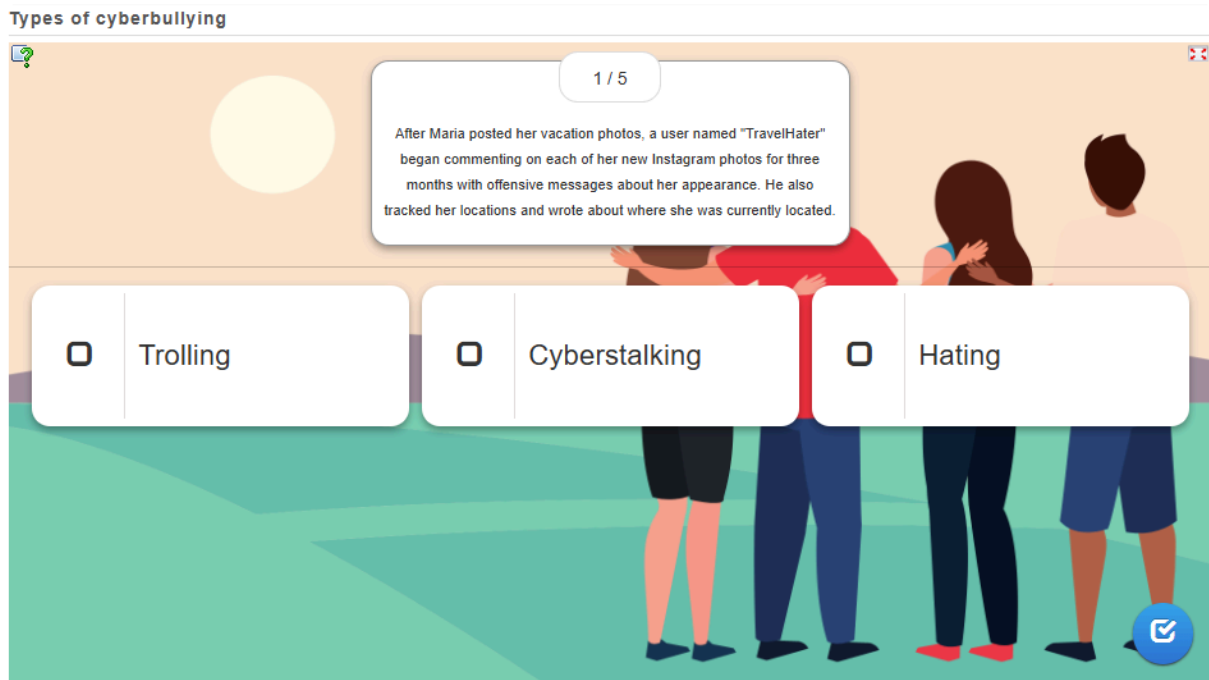 Types of cyberbullying
1 / 5
After Maria posted her vacation photos, a user named "TravelHater"
began commenting on each of her new Instagram photos for three
months with offensive messages about her appearance. He also
tracked her locations and wrote about where she was currently located.
Trolling
Cyberstalking
Hating